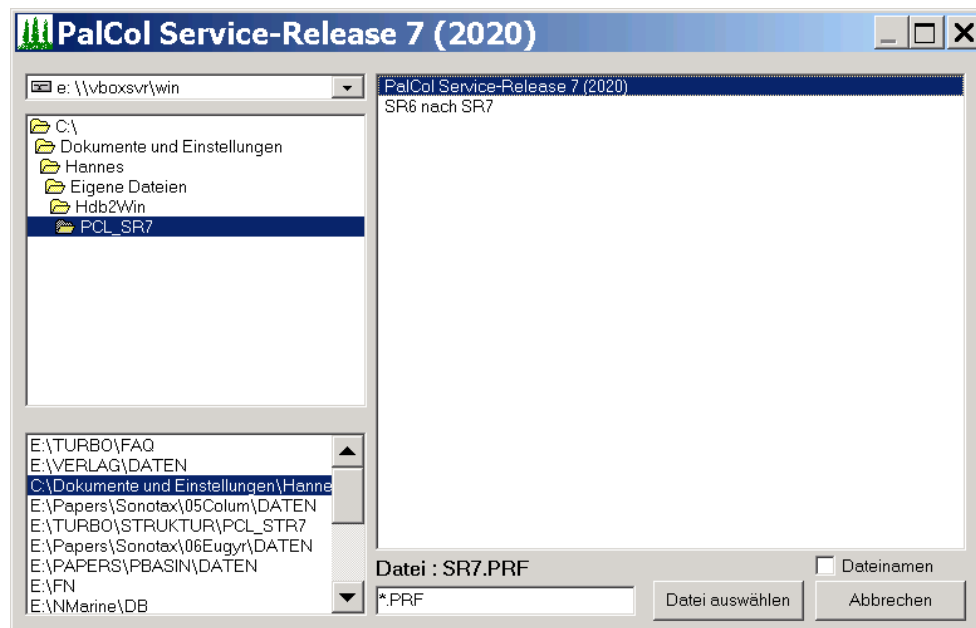 PalCol Service-Release 7 (2020)
e: \\vboxsvr\win
C:\
Dokumente und Einstellungen
Hannes
Eigene Dateien
Hdb2Win
PCL_SR7
E:\TURBO\FAQ
E:\VERLAG\DATEN
C:\Dokumente und Einstellungen\Hanne
E:\Papers\Sonotax\05Colum\DATEN
E:\TURBO\STRUKTUR\PCL_STR7
E:\Papers\Sonotax\06Eugyr\DATEN
E:\PAPERS\PBASIN\DATEN
E:\FN
E:\NMarine\DB
PalCol Service-Release 7 (2020)
SR6 nach SR7
Datei : SR7.PRF
*.PRF
Datei auswählen
Dateinamen
Abbrechen